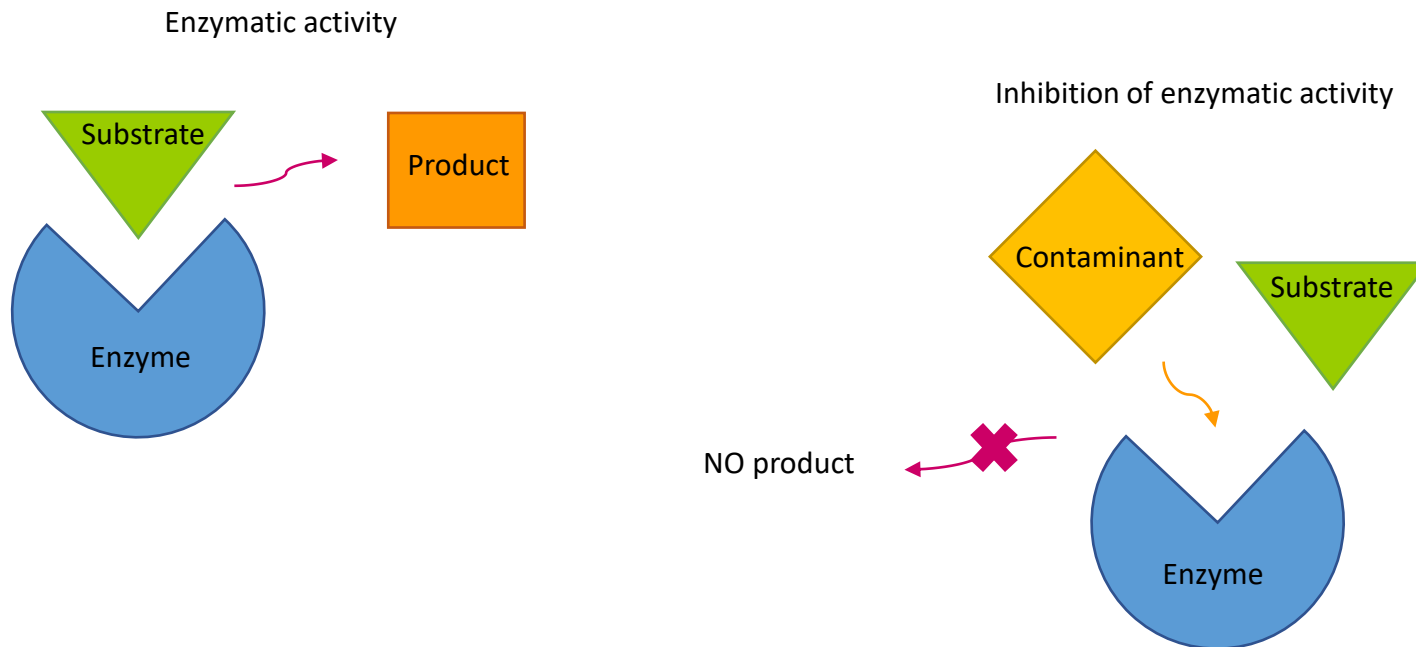 Enzymatic activity
Substrate
Product
Enzyme
Inhibition of enzymatic activity
Contaminant
Substrate
NO product
Enzyme